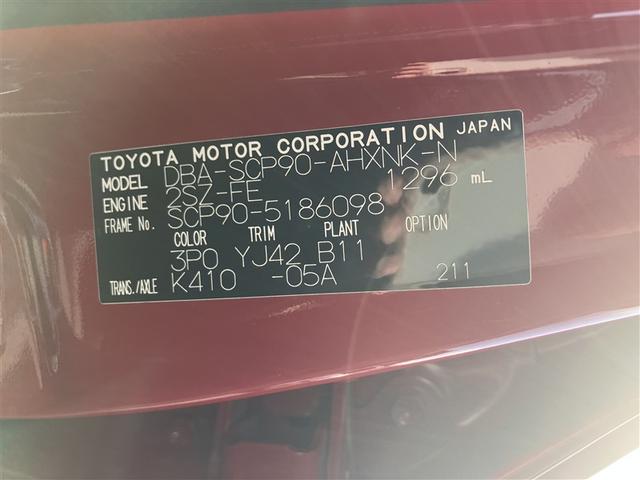 TOYOTA MOTOR CORPORATION JAPAN
MODEL DBA-SCP90-AHXNK-N
ENGINE 2SZ-FE 1296 mL
FRAME No. SCP90-5186098
COLOR TRIM PLANT OPTION
3P0 YJ42 B11
TRANS./AXLE K410 -05A 211